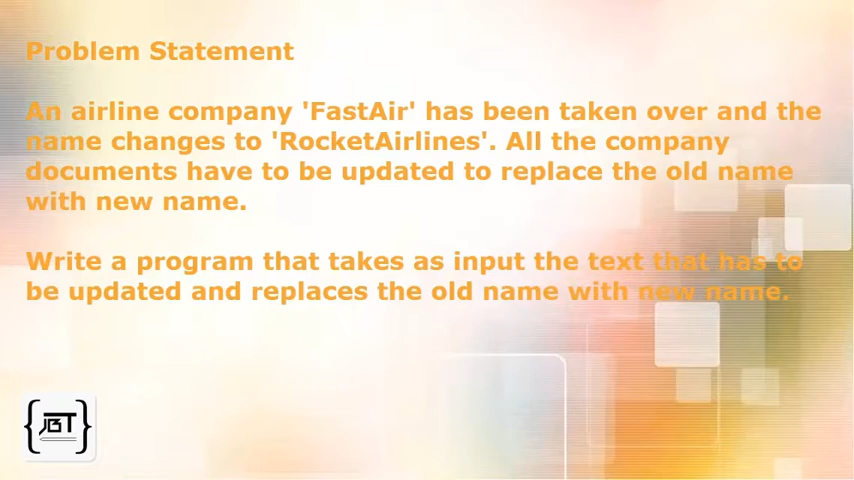 Problem Statement
An airline company 'FastAir' has been taken over and the
name changes to 'RocketAirlines'. All the company
documents have to be updated to replace the old name
with new name.
Write a program that takes as input the text that has to
be updated and replaces the old name with new name.
{JBT}